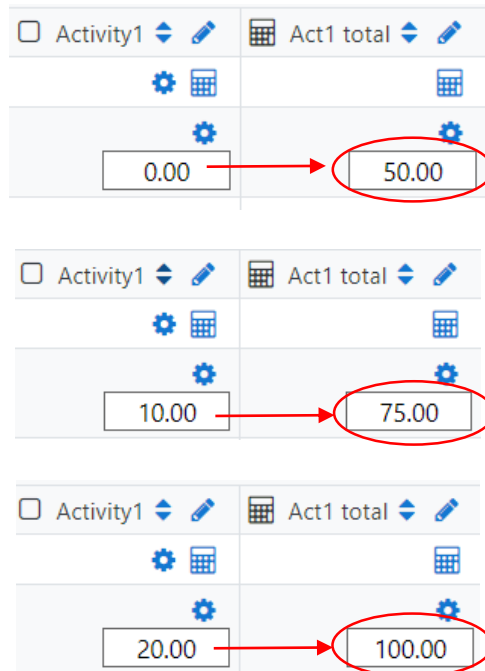 Activity1 Act1 total
0.00 50.00
Activity1 Act1 total
10.00 75.00
Activity1 Act1 total
20.00 100.00